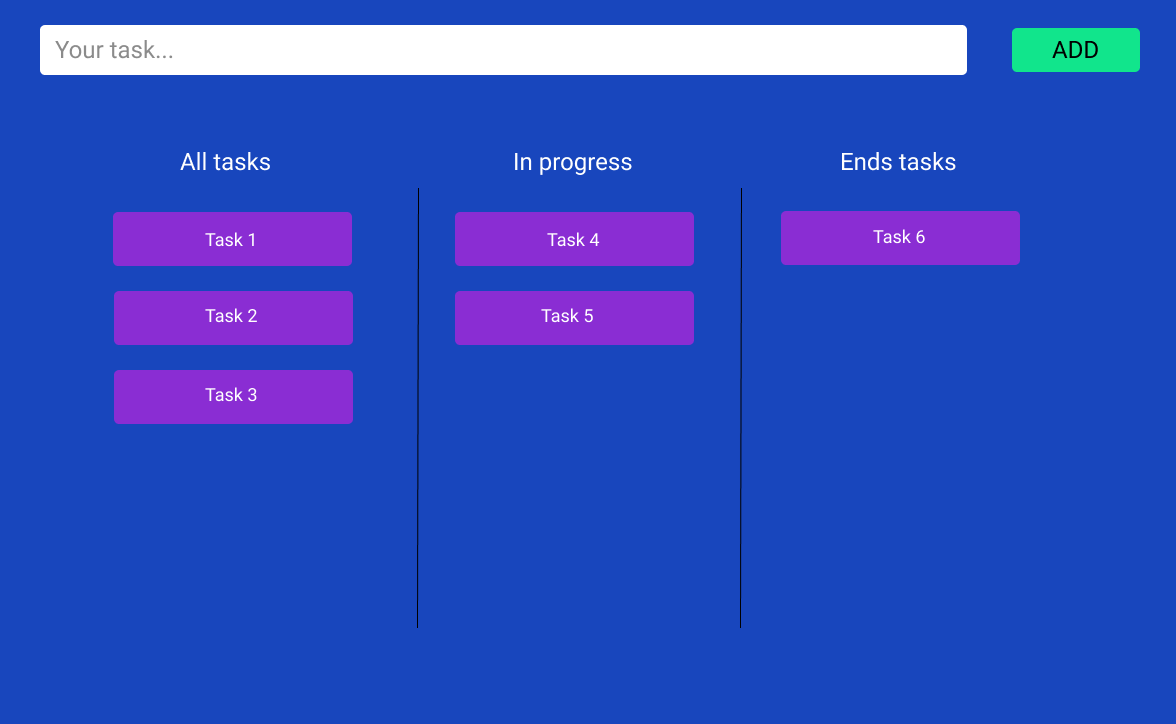 Your task...
ADD
All tasks
In progress
Ends tasks
Task 1
Task 4
Task 6
Task 2
Task 5
Task 3